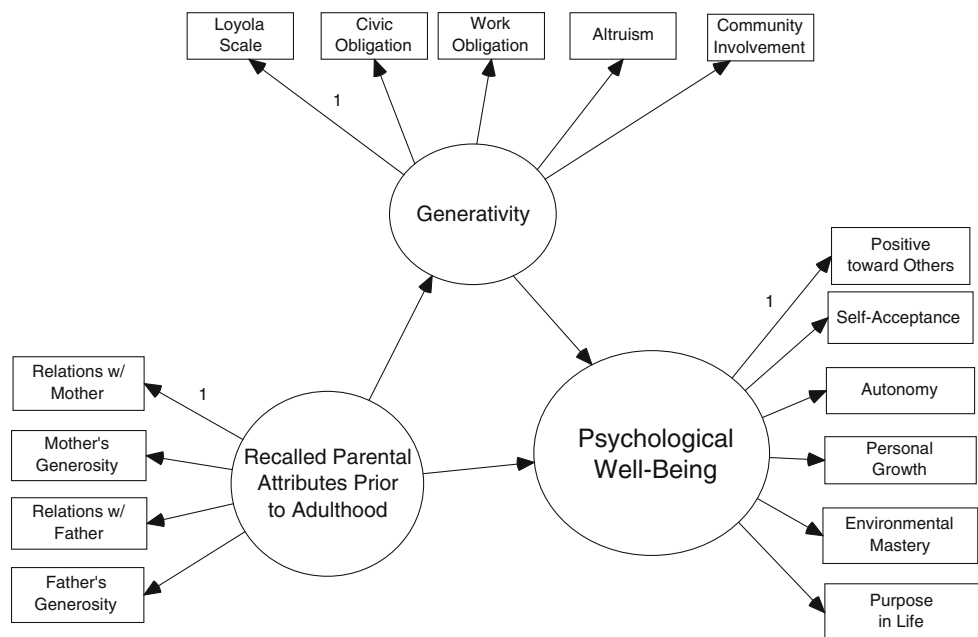 Loyola
Scale
Civic
Obligation
Work
Obligation
Altruism
Community
Involvement
1
Generativity
Positive
toward Others
1
Self-Acceptance
Autonomy
Personal
Growth
Environmental
Mastery
Purpose
in Life
Psychological
Well-Being
Relations w/
Mother
1
Mother's
Generosity
Relations w/
Father
Father's
Generosity
Recalled Parental
Attributes Prior
to Adulthood